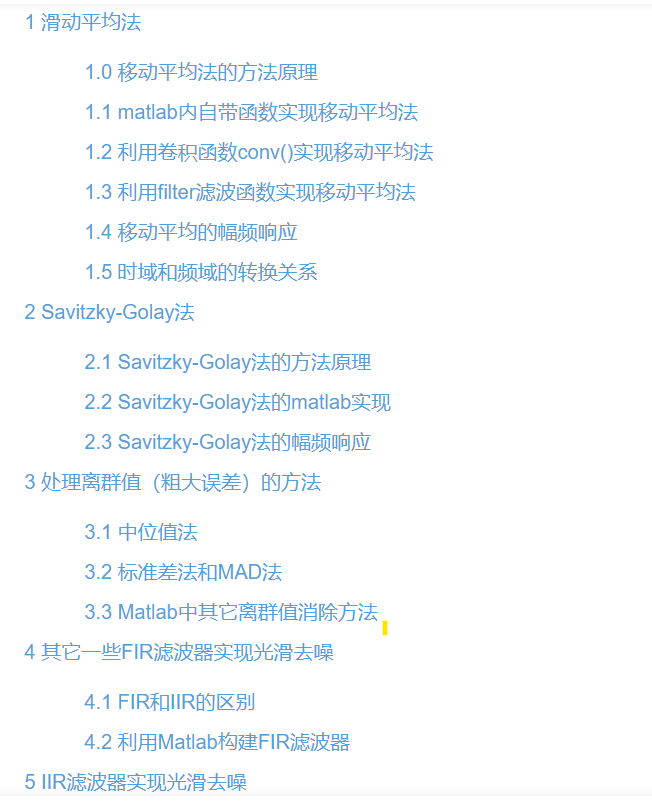 1 滑动平均法
1.0 移动平均法的方法原理
1.1 matlab内自带函数实现移动平均法
1.2 利用卷积函数conv()实现移动平均法
1.3 利用filter滤波函数实现移动平均法
1.4 移动平均的幅频响应
1.5 时域和频域的转换关系
2 Savitzky-Golay法
2.1 Savitzky-Golay法的方法原理
2.2 Savitzky-Golay法的matlab实现
2.3 Savitzky-Golay法的幅频响应
3 处理离群值（粗大误差）的方法
3.1 中位值法
3.2 标准差法和MAD法
3.3 Matlab中其它离群值消除方法
4 其它一些FIR滤波器实现光滑去噪
4.1 FIR和IIR的区别
4.2 利用Matlab构建FIR滤波器
5 IIR滤波器实现光滑去噪